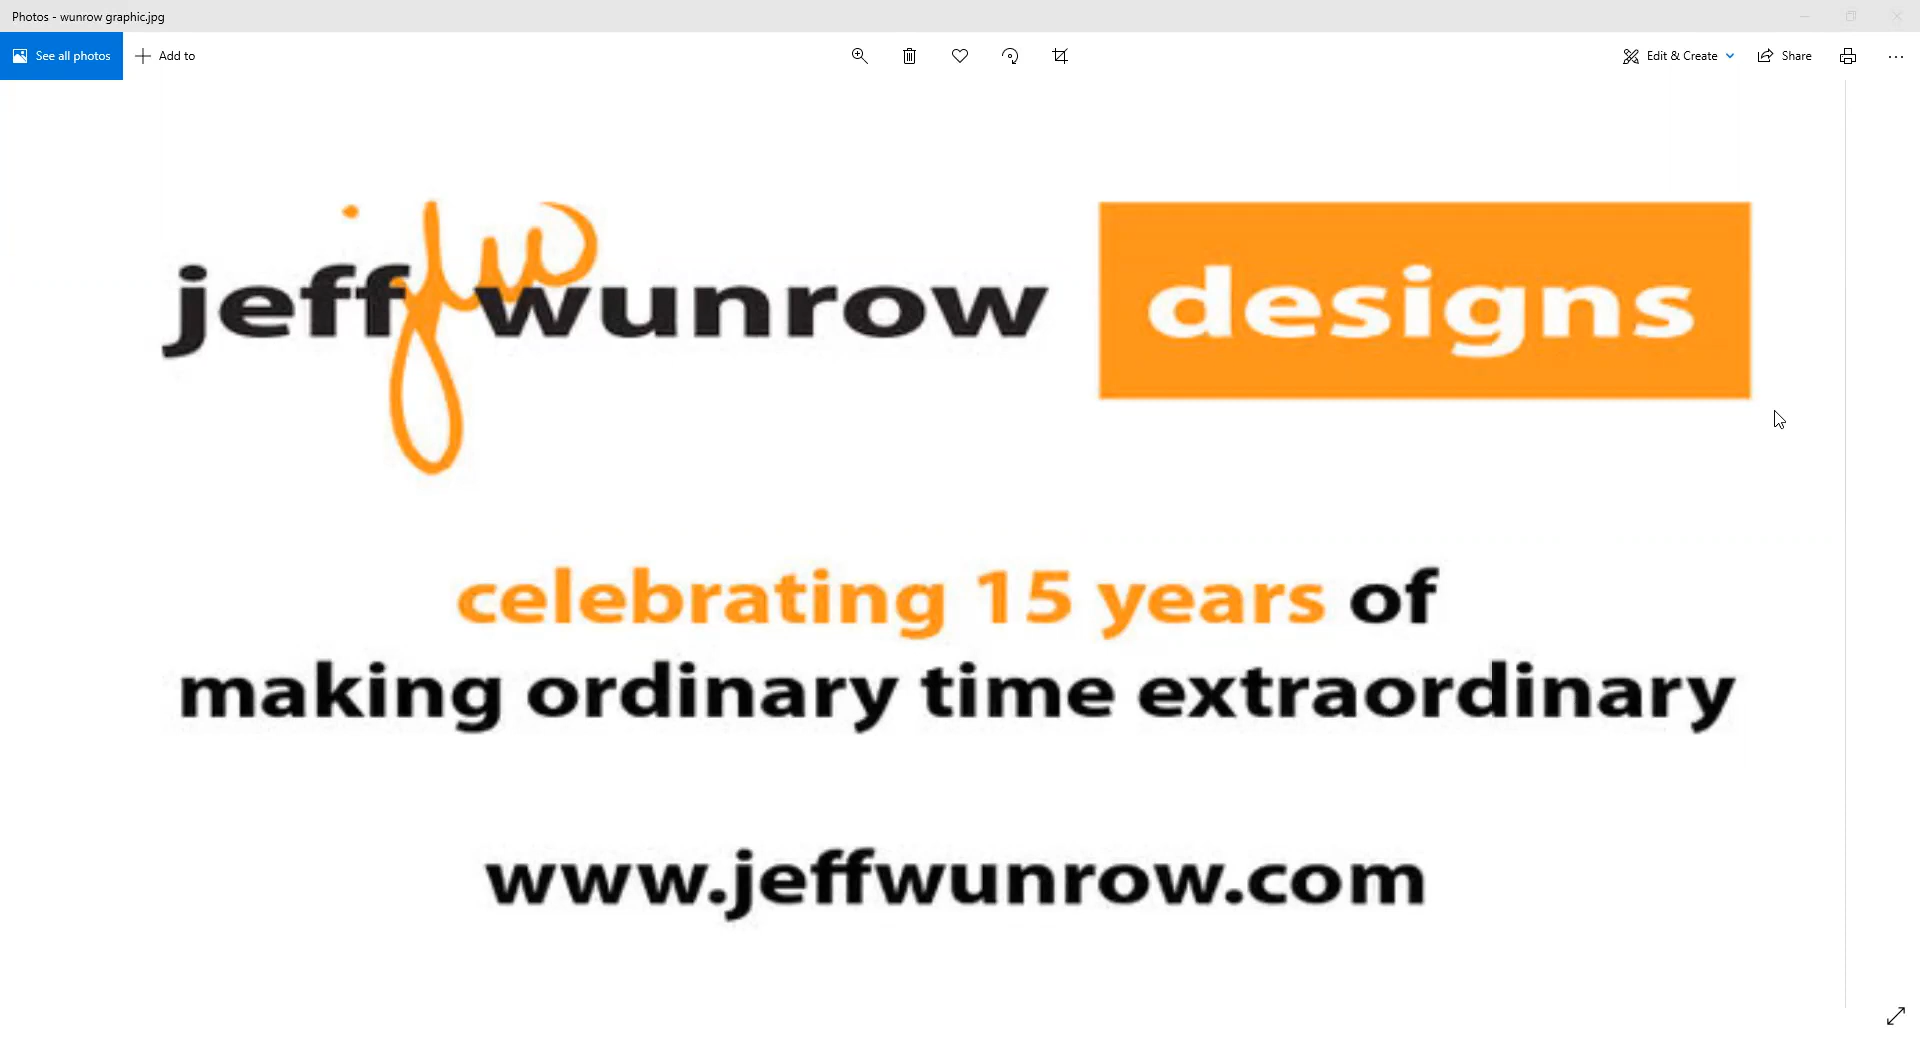 Photos - wunrow graphic.jpg
See all photos
Add to
Edit & Create
Share
jeff wunrow designs
jw
celebrating 15 years of
making ordinary time extraordinary
www.jeffwunrow.com